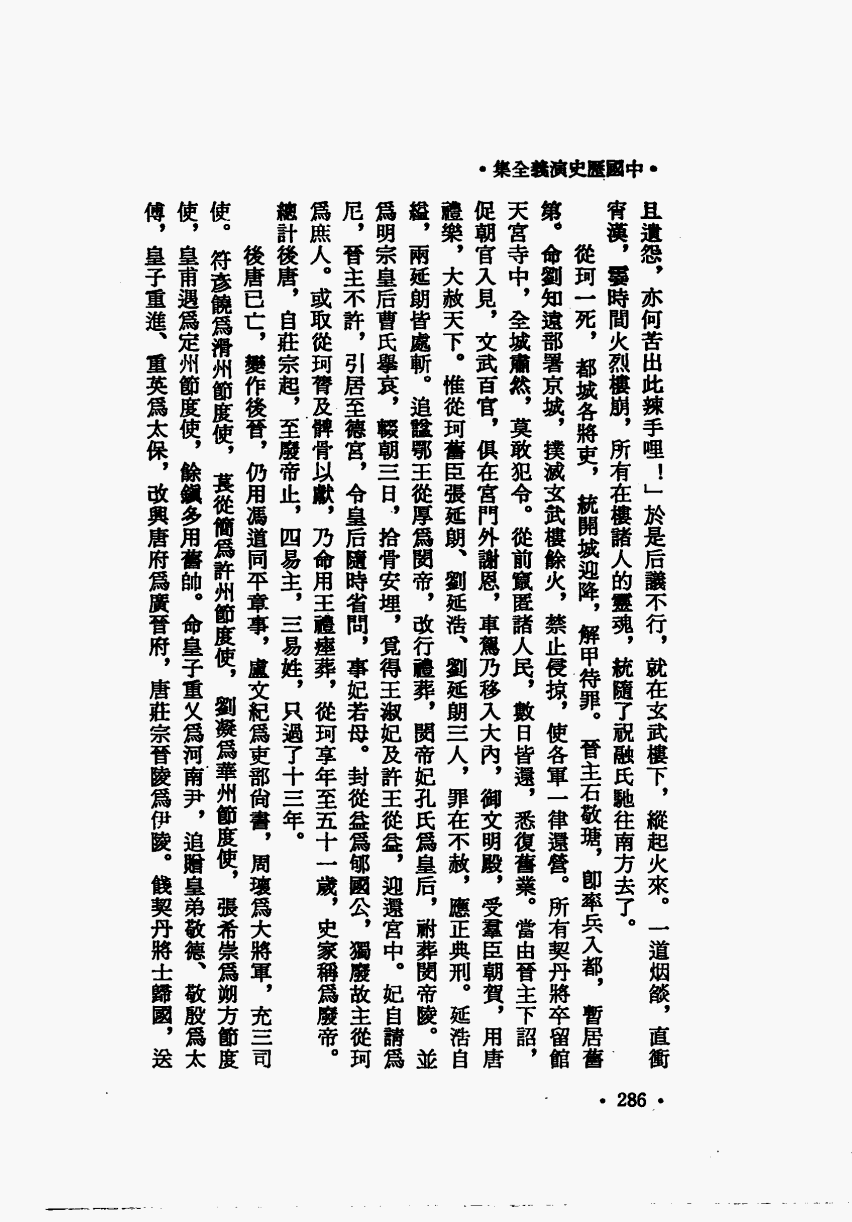 •中國歷史演義全集•
且遺怨，亦何苦出此辣手哩！」於是后議不行，就在玄武樓下，縱起火來。一道烟燄，直衝
霄漢，霎時間火烈樓崩，所有在樓諸人的靈魂，統隨了祝融氏馳往南方去了。
從珂一死，都城各將吏，統開城迎降，解甲待罪。晉主石敬瑭，卽率兵入都，暫居舊
第。命劉知遠部署京城，撲滅玄武樓餘火，禁止侵掠，使各軍一律還營。所有契丹將卒留館
天宮寺中，全城肅然，莫敢犯令。從前竄匿諸人民，數日皆還，悉復舊業。當由晉主下詔，
促朝官入見，文武百官，俱在宮門外謝恩，車駕乃移入大內，御文明殿，受羣臣朝賀，用唐
禮樂，大赦天下。惟從珂舊臣張延朗、劉延浩、劉延朗三人，罪在不赦，應正典刑。延浩自
縊，兩延朗皆處斬。追諡鄂王從厚爲閔帝，改行禮葬，閔帝妃孔氏爲皇后，祔葬閔帝陵。並
爲明宗皇后曹氏舉哀，輟朝三日，拾骨安埋，覓得王淑妃及許王從益，迎還宮中。妃自請爲
尼，晉主不許，引居至德宮，令皇后隨時省問，事妃若母。封從益爲郇國公，獨廢故主從珂
爲庶人。或取從珂膂及髀骨以獻，乃命用王禮瘞葬，從珂享年至五十一歲，史家稱爲廢帝。
總計後唐，自莊宗起，至廢帝止，四易主，三易姓，只過了十三年。
後唐已亡，變作後晉，仍用馮道同平章事，盧文紀爲吏部尙書，周瓌爲大將軍，充三司
使。符彥饒爲滑州節度使，萇從簡爲許州節度使，劉凝爲華州節度使，張希崇爲朔方節度
使，皇甫遇爲定州節度使，餘鎭多用舊帥。命皇子重乂爲河南尹，追贈皇弟敬德、敬殷爲太
傅，皇子重進、重英爲太保，改興唐府爲廣晉府，唐莊宗晉陵爲伊陵。餞契丹將士歸國，送
•286•